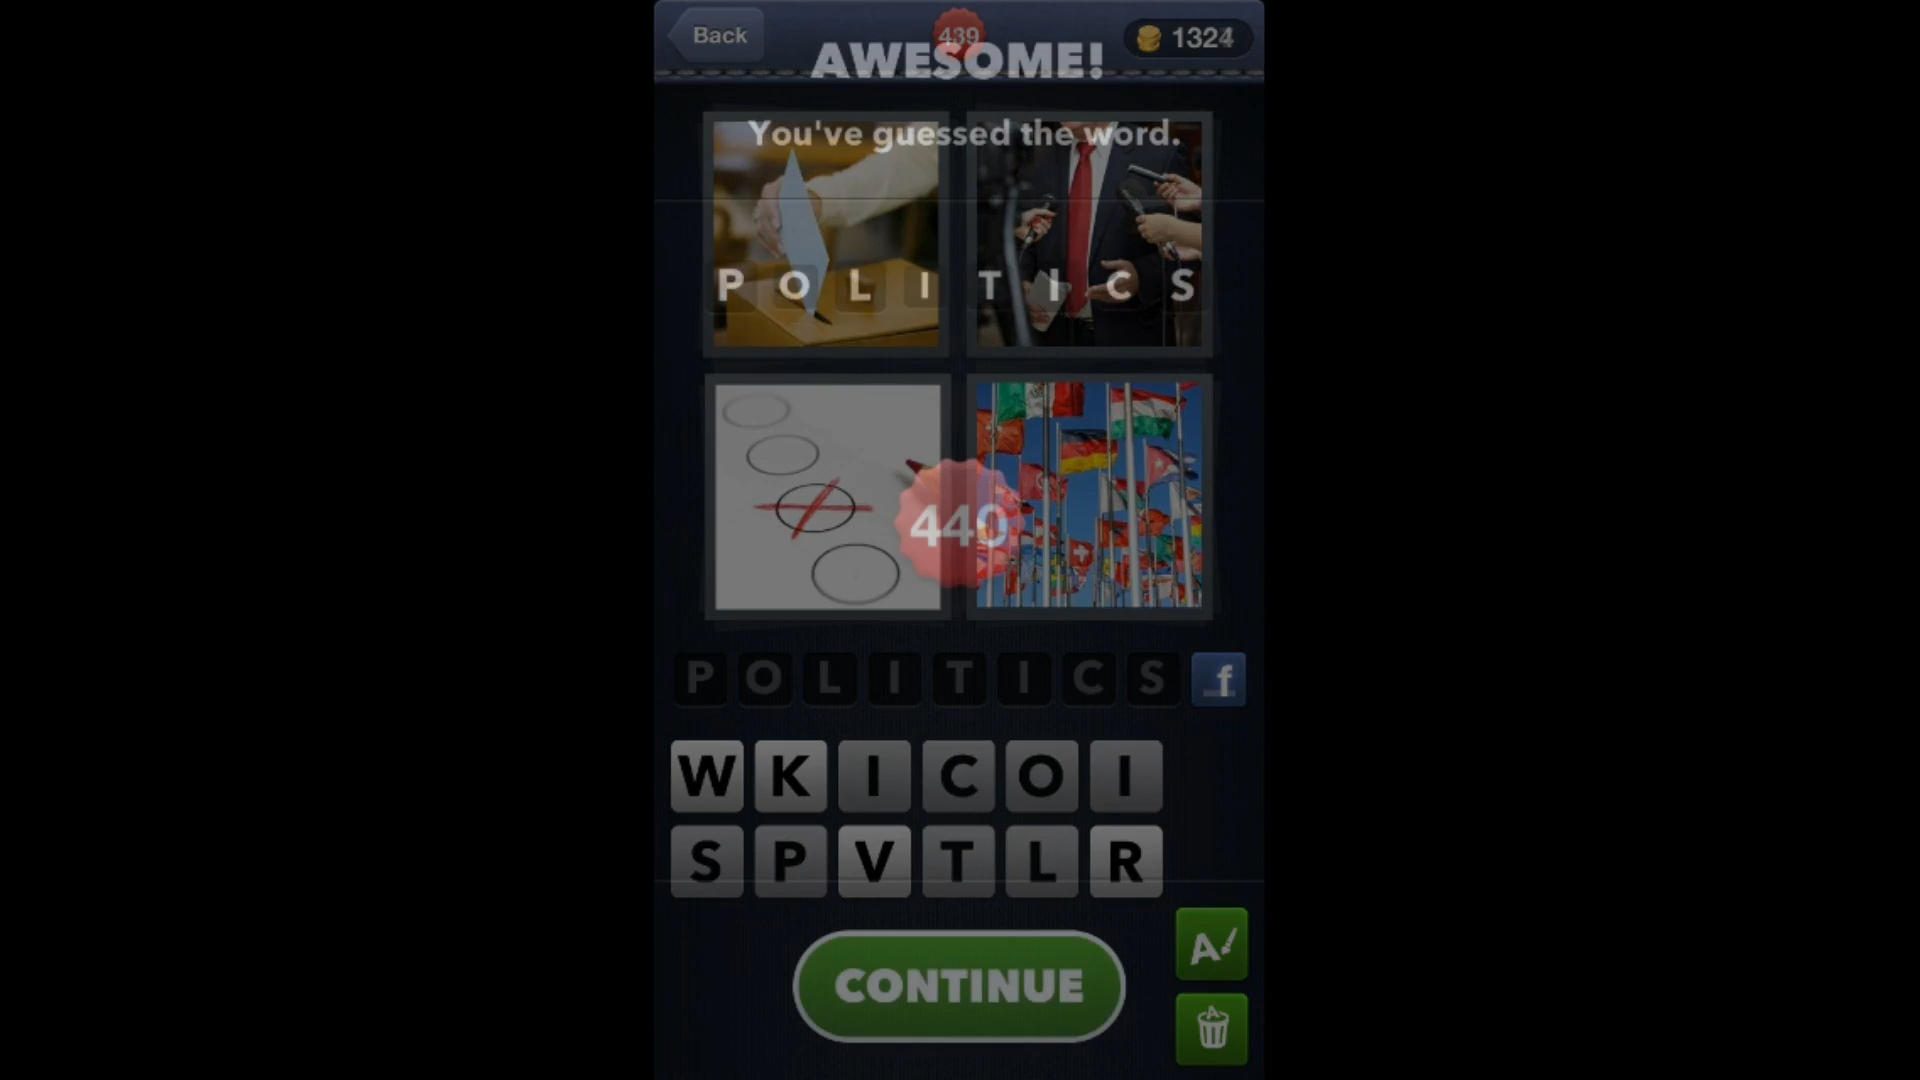 Back
439
1324
AWESOME!
You've guessed the word.
P O L I T I C S
440
P O L I T I C S f
W K I C O I
S P V T L R
A
A
CONTINUE